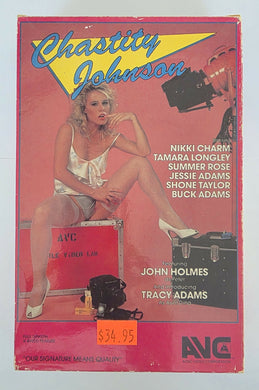 Chastity
Johnson
NIKKI CHARM
TAMARA LONGLEY
SUMMER ROSE
JESSIE ADAMS
SHONE TAYLOR
BUCK ADAMS
JOHN HOLMES
TRACY ADAMS
AVC
$34.95
OUR SIGNATURE MEANS QUALITY